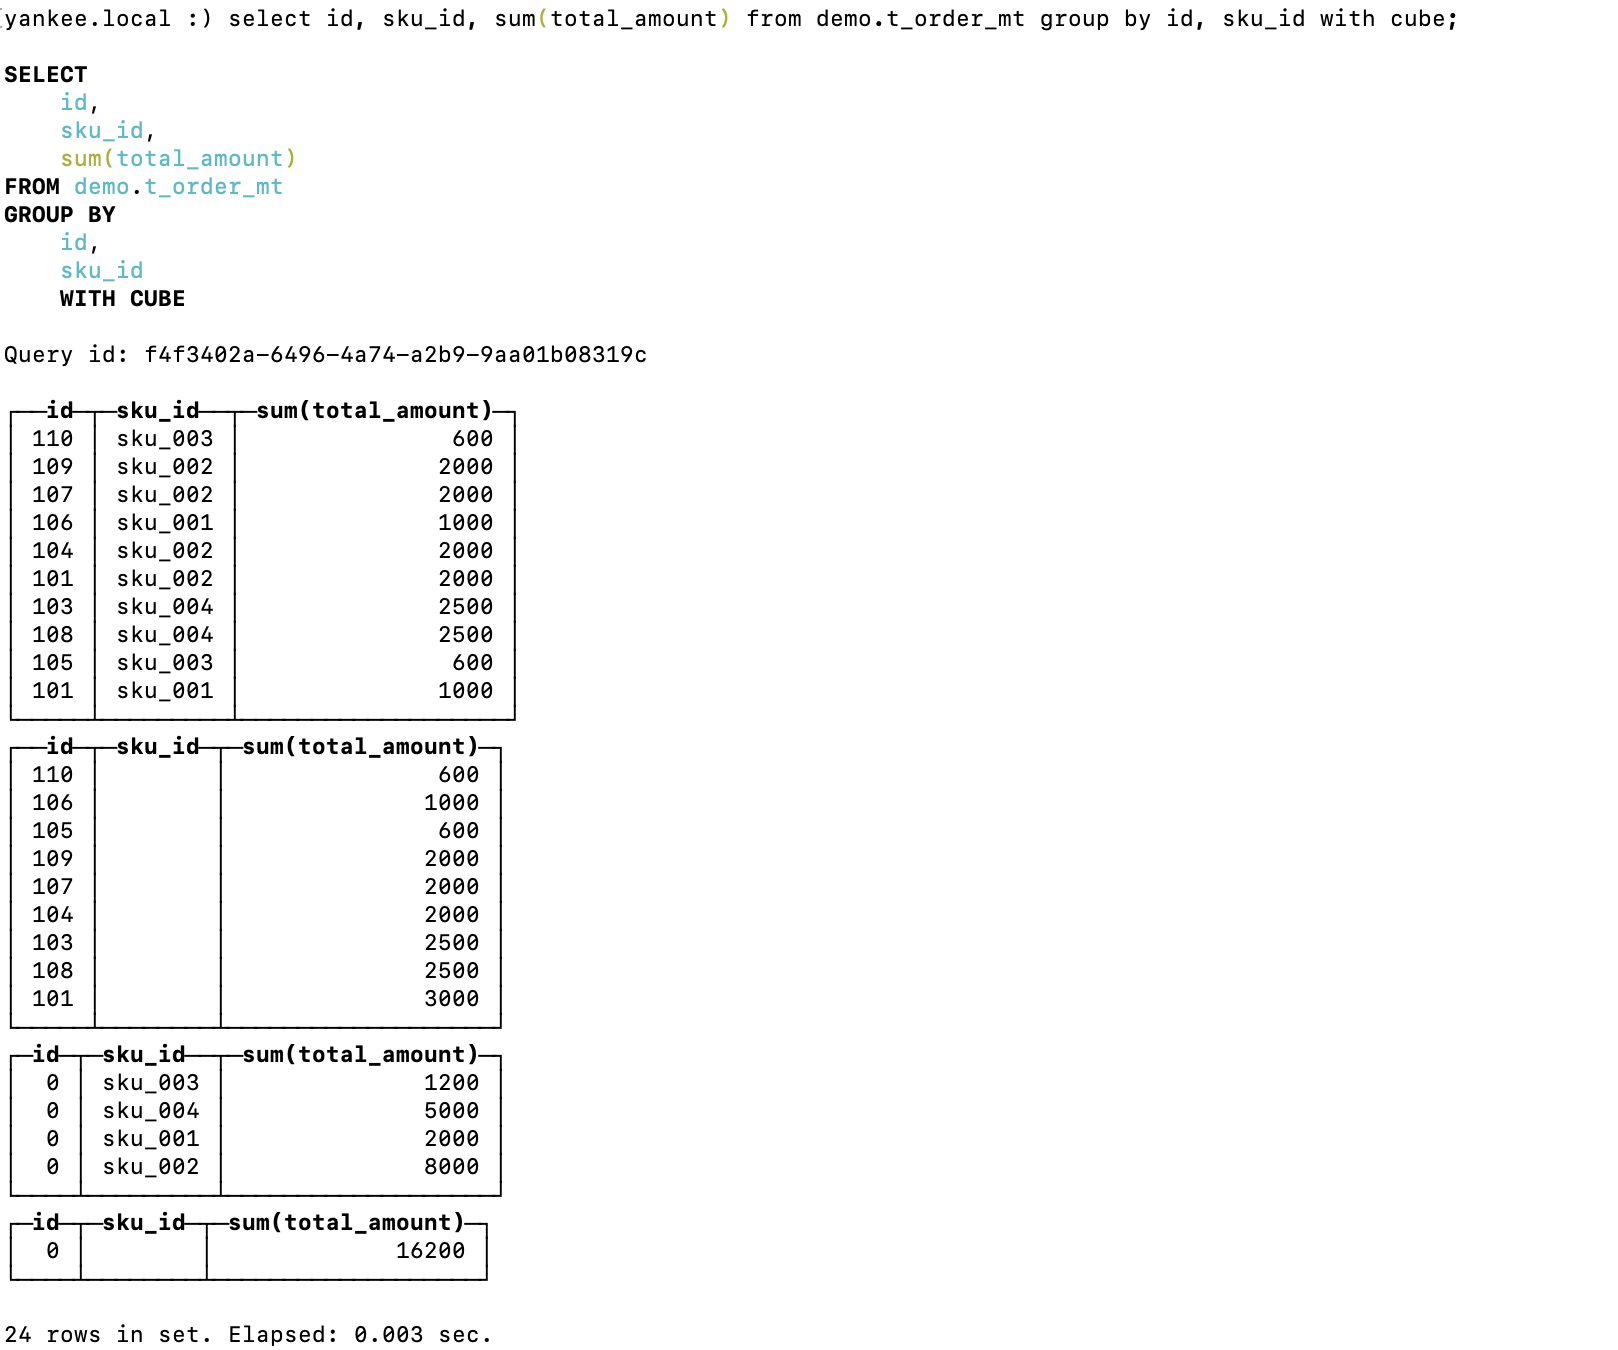 yankee.local :) select id, sku_id, sum(total_amount) from demo.t_order_mt group by id, sku_id with cube;
SELECT
id,
sku_id,
sum(total_amount)
FROM demo.t_order_mt
GROUP BY
id,
sku_id
WITH CUBE
Query id: f4f3402a-6496-4a74-a2b9-9aa01b08319c
id sku_id sum(total_amount)
110 sku_003 600
109 sku_002 2000
107 sku_002 2000
106 sku_001 1000
104 sku_002 2000
101 sku_002 2000
103 sku_004 2500
108 sku_004 2500
105 sku_003 600
101 sku_001 1000
id sku_id sum(total_amount)
110 600
106 1000
105 600
109 2000
107 2000
104 2000
103 2500
108 2500
101 3000
id sku_id sum(total_amount)
0 sku_003 1200
0 sku_004 5000
0 sku_001 2000
0 sku_002 8000
id sku_id sum(total_amount)
0 16200
24 rows in set. Elapsed: 0.003 sec.